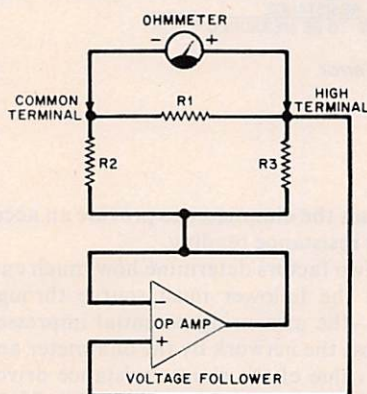 OHMMETER
- +
COMMON TERMINAL
R1
HIGH TERMINAL
R2
R3
OP AMP
+
VOLTAGE FOLLOWER